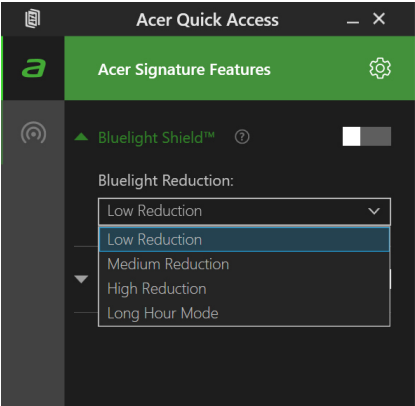 Acer Quick Access
a
Acer Signature Features
Bluelight Shield™ ?
Bluelight Reduction:
Low Reduction
Low Reduction
Medium Reduction
High Reduction
Long Hour Mode